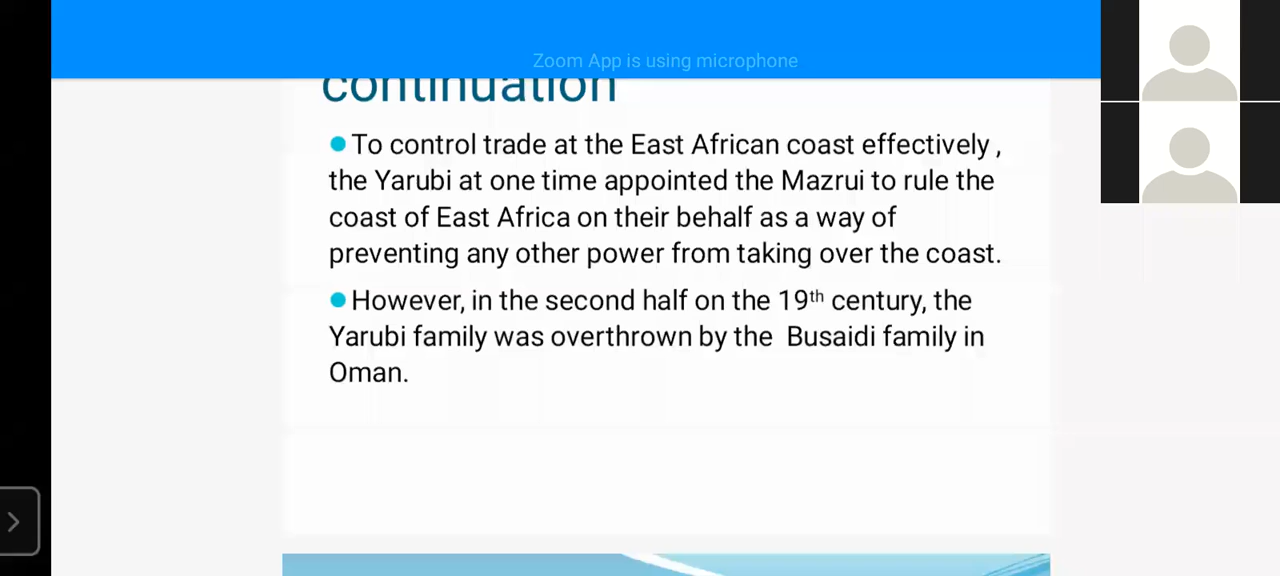 Zoom App is using microphone
continuation
To control trade at the East African coast effectively ,
the Yarubi at one time appointed the Mazrui to rule the
coast of East Africa on their behalf as a way of
preventing any other power from taking over the coast.
However, in the second half on the 19th century, the
Yarubi family was overthrown by the Busaidi family in
Oman.